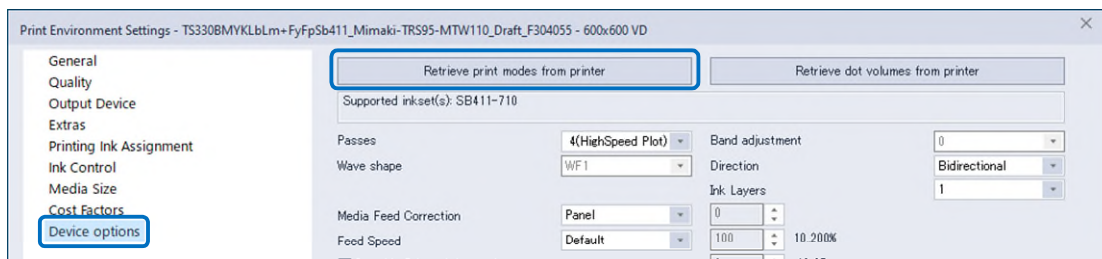 Print Environment Settings - TS330BMYKLbLm+FyFpSb411_Mimaki-TRS95-MTW110_Draft_F304055 - 600x600 VD
General
Quality
Output Device
Extras
Printing Ink Assignment
Ink Control
Media Size
Cost Factors
Device options
Retrieve print modes from printer
Retrieve dot volumes from printer
Supported inkset(s): SB411-710
Passes 4(HighSpeed Plot) Band adjustment 0
Wave shape WF1 Direction Bidirectional
Ink Layers 1
Media Feed Correction Panel 0
Feed Speed Default 100 10..200%